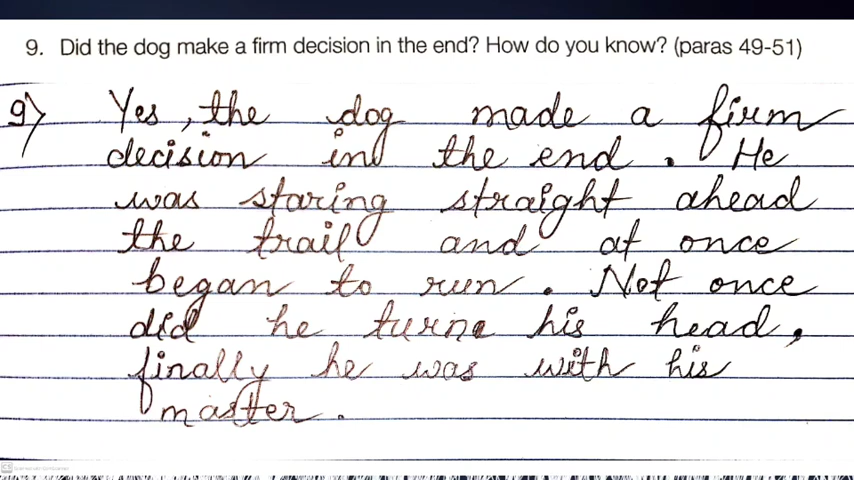 9. Did the dog make a firm decision in the end? How do you know? (paras 49-51)
9) Yes, the dog made a firm
decision in the end. He
was staring straight ahead
the trail and at once
began to run. Not once
did he turn his head,
finally he was with his
master.